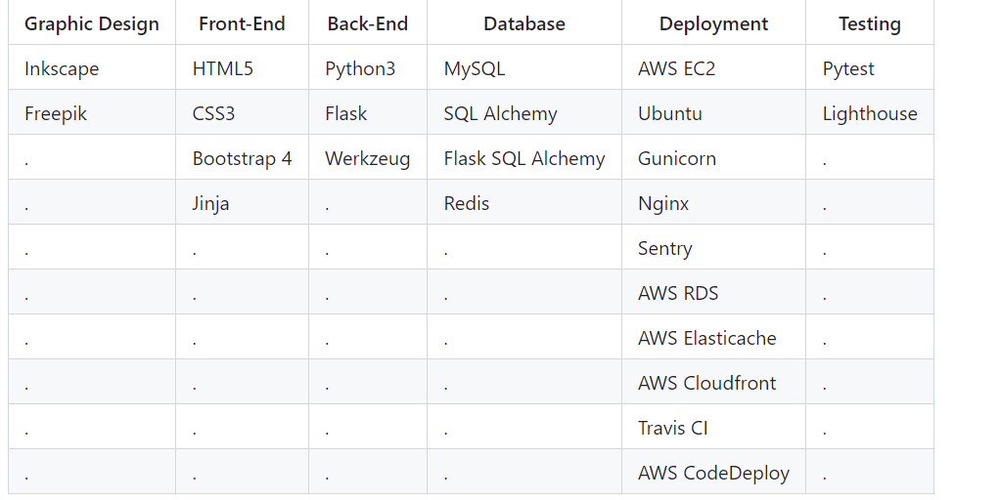 Graphic Design Front-End Back-End Database Deployment Testing
Inkscape HTML5 Python3 MySQL AWS EC2 Pytest
Freepik CSS3 Flask SQL Alchemy Ubuntu Lighthouse
. Bootstrap 4 Werkzeug Flask SQL Alchemy Gunicorn .
. Jinja . Redis Nginx .
. . . . Sentry .
. . . . AWS RDS .
. . . . AWS Elasticache .
. . . . AWS Cloudfront .
. . . . Travis CI .
. . . . AWS CodeDeploy .